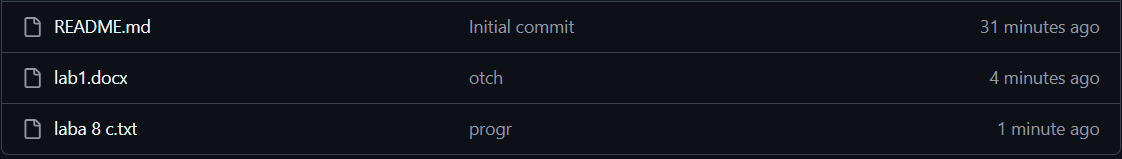 README.md Initial commit 31 minutes ago
lab1.docx otch 4 minutes ago
laba 8 c.txt progr 1 minute ago